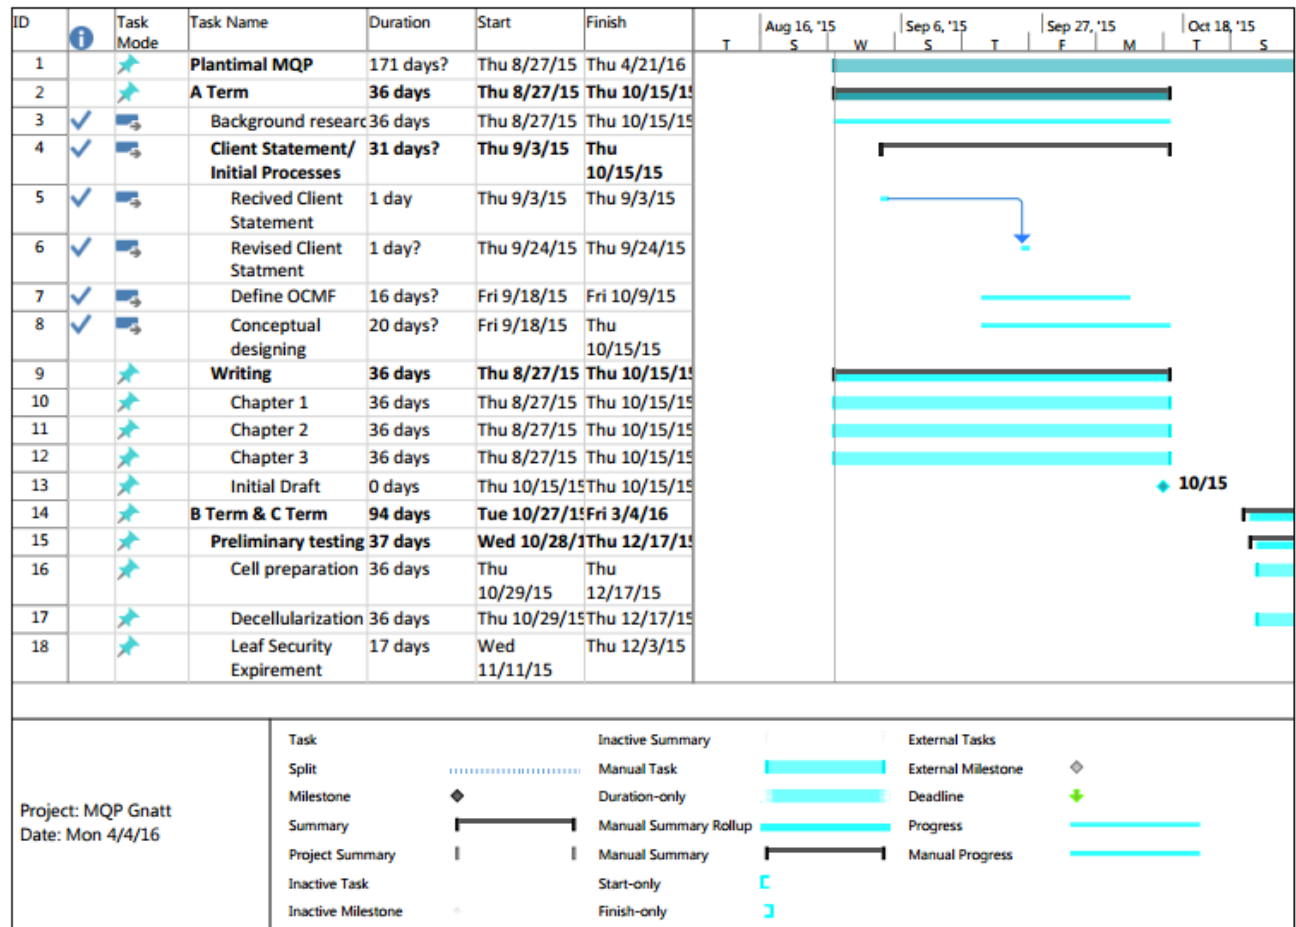 ID Task Mode Task Name Duration Start Finish
Aug 16, '15 Sep 6, '15 Sep 27, '15 Oct 18, '15
T S W S T F M T S
1 Plantimal MQP 171 days? Thu 8/27/15 Thu 4/21/16
2 A Term 36 days Thu 8/27/15 Thu 10/15/15
3 Background researc 36 days Thu 8/27/15 Thu 10/15/15
4 Client Statement/ 31 days? Thu 9/3/15 Thu
Initial Processes 10/15/15
5 Recived Client 1 day Thu 9/3/15 Thu 9/3/15
Statement
6 Revised Client 1 day? Thu 9/24/15 Thu 9/24/15
Statment
7 Define OCMF 16 days? Fri 9/18/15 Fri 10/9/15
8 Conceptual 20 days? Fri 9/18/15 Thu
designing 10/15/15
9 Writing 36 days Thu 8/27/15 Thu 10/15/15
10 Chapter 1 36 days Thu 8/27/15 Thu 10/15/15
11 Chapter 2 36 days Thu 8/27/15 Thu 10/15/15
12 Chapter 3 36 days Thu 8/27/15 Thu 10/15/15
13 Initial Draft 0 days Thu 10/15/15 Thu 10/15/15 10/15
14 B Term & C Term 94 days Tue 10/27/15 Fri 3/4/16
15 Preliminary testing 37 days Wed 10/28/1 Thu 12/17/15
16 Cell preparation 36 days Thu Thu
10/29/15 12/17/15
17 Decellularization 36 days Thu 10/29/15 Thu 12/17/15
18 Leaf Security 17 days Wed Thu 12/3/15
Expirement 11/11/15
Project: MQP Gnatt
Date: Mon 4/4/16
Task
Split
Milestone
Summary
Project Summary
Inactive Task
Inactive Milestone
Inactive Summary
Manual Task
Duration-only
Manual Summary Rollup
Manual Summary
Start-only
Finish-only
External Tasks
External Milestone
Deadline
Progress
Manual Progress